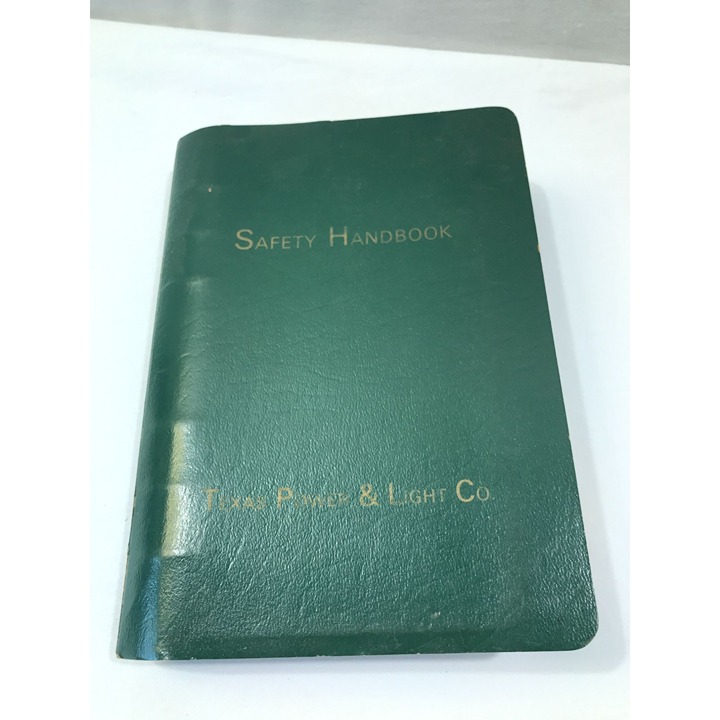 SAFETY HANDBOOK
TEXAS POWER & LIGHT CO.